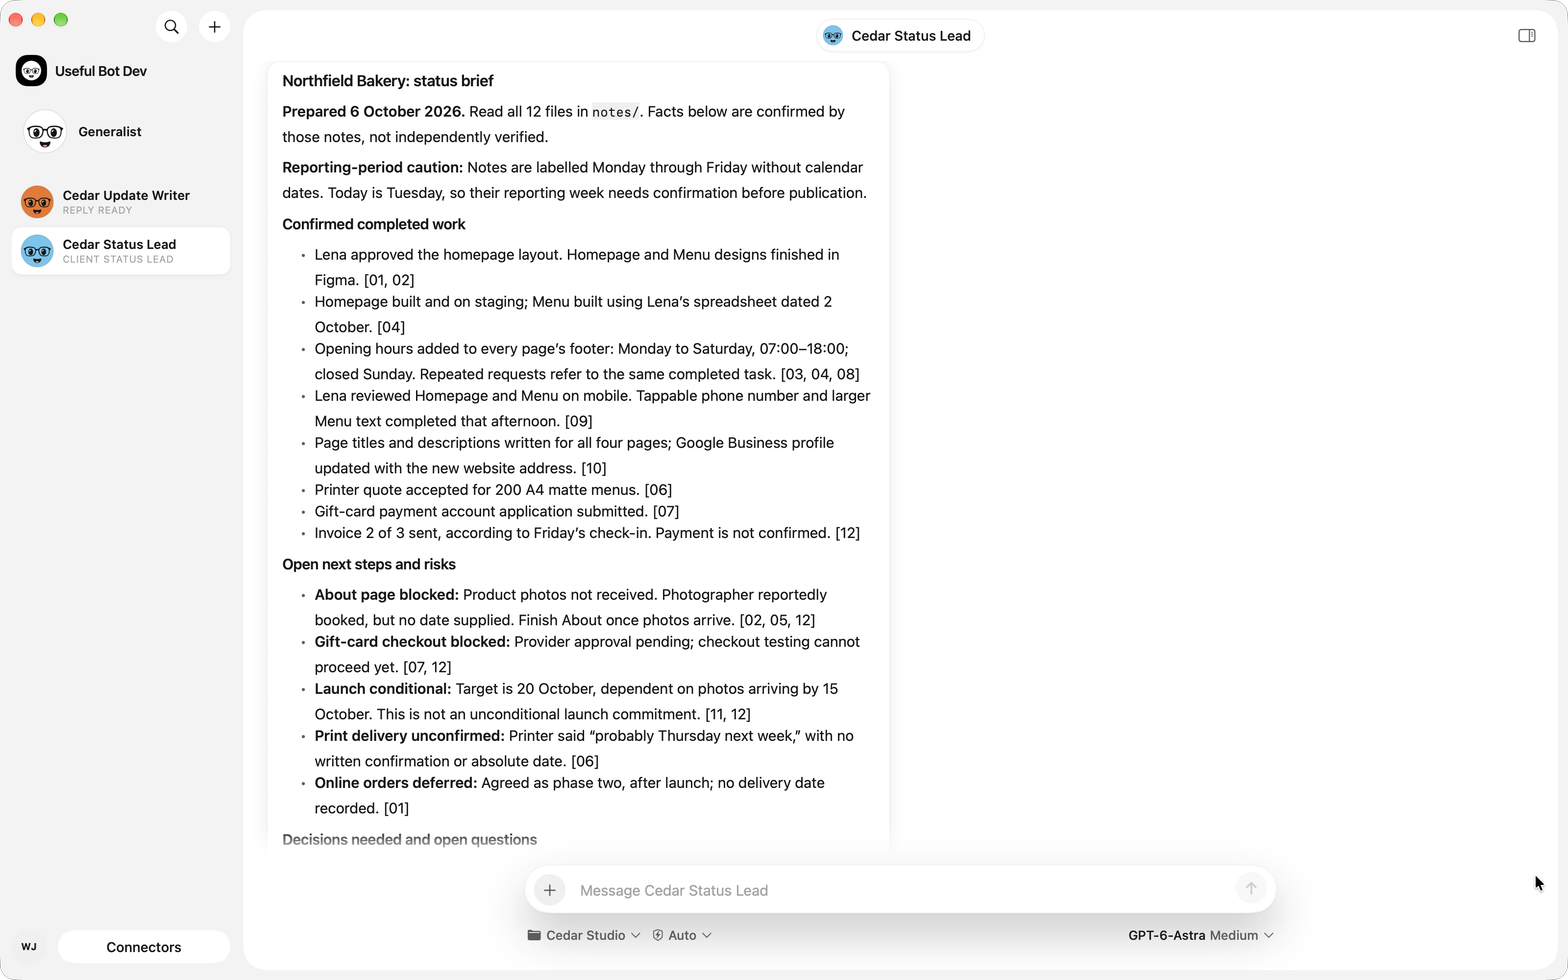 Useful Bot Dev
Generalist
Cedar Update Writer
REPLY READY
Cedar Status Lead
CLIENT STATUS LEAD
WJ
Connectors
Cedar Status Lead
Northfield Bakery: status brief
Prepared 6 October 2026. Read all 12 files in notes/. Facts below are confirmed by
those notes, not independently verified.
Reporting-period caution: Notes are labelled Monday through Friday without calendar
dates. Today is Tuesday, so their reporting week needs confirmation before publication.
Confirmed completed work
• Lena approved the homepage layout. Homepage and Menu designs finished in
Figma. [01, 02]
• Homepage built and on staging; Menu built using Lena’s spreadsheet dated 2
October. [04]
• Opening hours added to every page’s footer: Monday to Saturday, 07:00–18:00;
closed Sunday. Repeated requests refer to the same completed task. [03, 04, 08]
• Lena reviewed Homepage and Menu on mobile. Tappable phone number and larger
Menu text completed that afternoon. [09]
• Page titles and descriptions written for all four pages; Google Business profile
updated with the new website address. [10]
• Printer quote accepted for 200 A4 matte menus. [06]
• Gift-card payment account application submitted. [07]
• Invoice 2 of 3 sent, according to Friday’s check-in. Payment is not confirmed. [12]
Open next steps and risks
• About page blocked: Product photos not received. Photographer reportedly
booked, but no date supplied. Finish About once photos arrive. [02, 05, 12]
• Gift-card checkout blocked: Provider approval pending; checkout testing cannot
proceed yet. [07, 12]
• Launch conditional: Target is 20 October, dependent on photos arriving by 15
October. This is not an unconditional launch commitment. [11, 12]
• Print delivery unconfirmed: Printer said “probably Thursday next week,” with no
written confirmation or absolute date. [06]
• Online orders deferred: Agreed as phase two, after launch; no delivery date
recorded. [01]
Decisions needed and open questions
Message Cedar Status Lead
Cedar Studio
Auto
GPT-6-Astra Medium